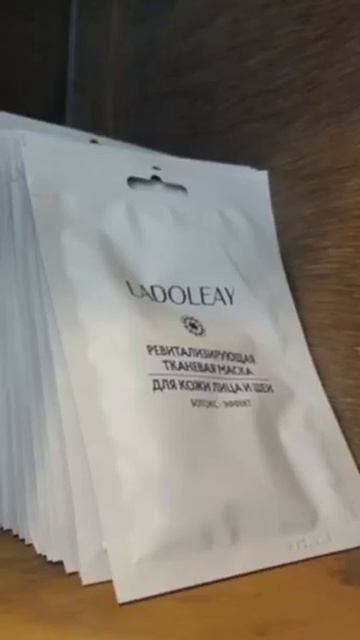 LADOLEAY
РЕВИТАЛИЗИРУЮЩАЯ
ТКАНЕВАЯ МАСКА
ДЛЯ КОЖИ ЛИЦА И ШЕИ
БОТОКС - ЭФФЕКТ